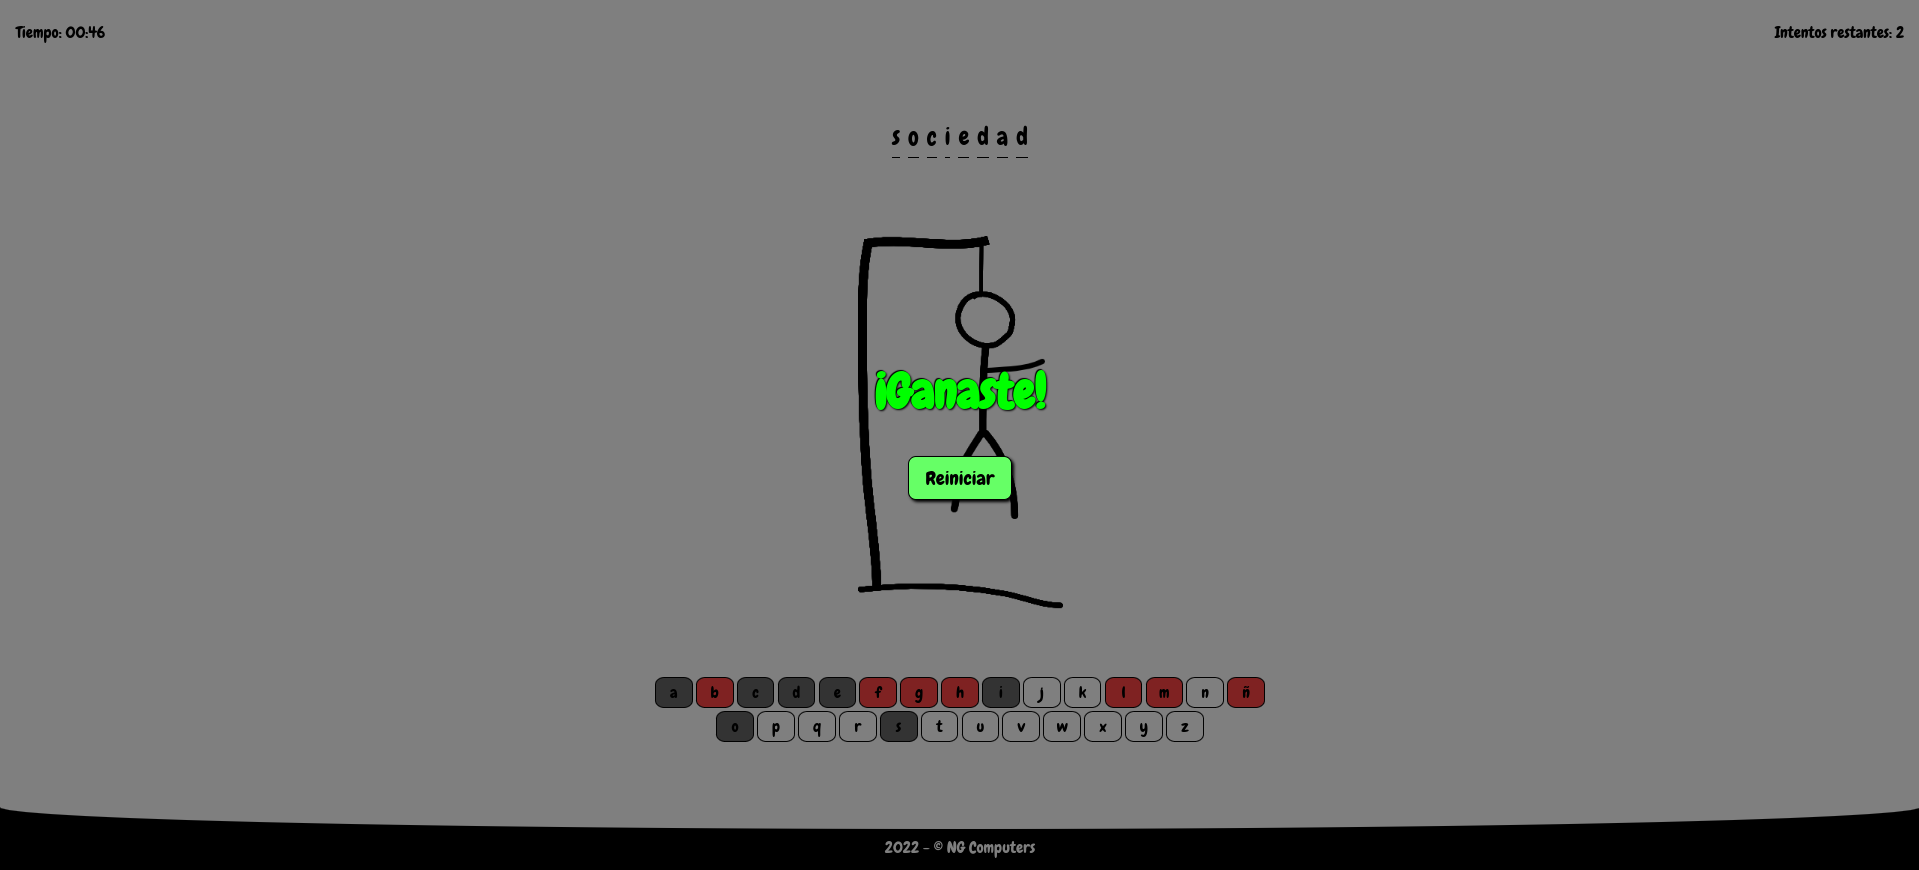 Tiempo: 00:46
Intentos restantes: 2
s o c i e d a d
¡Ganaste!
Reiniciar
a b c d e f g h i j k l m n ñ
o p q r s t u v w x y z
2022 - © NG Computers